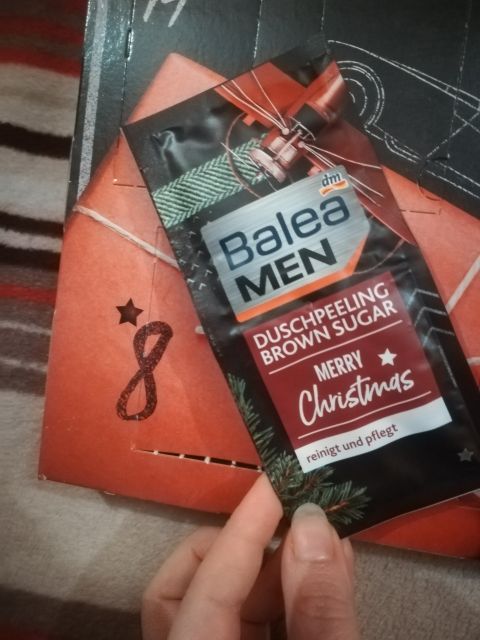 dm
Balea
MEN
DUSCHPEELING
BROWN SUGAR
MERRY
Christmas
reinigt und pflegt
8